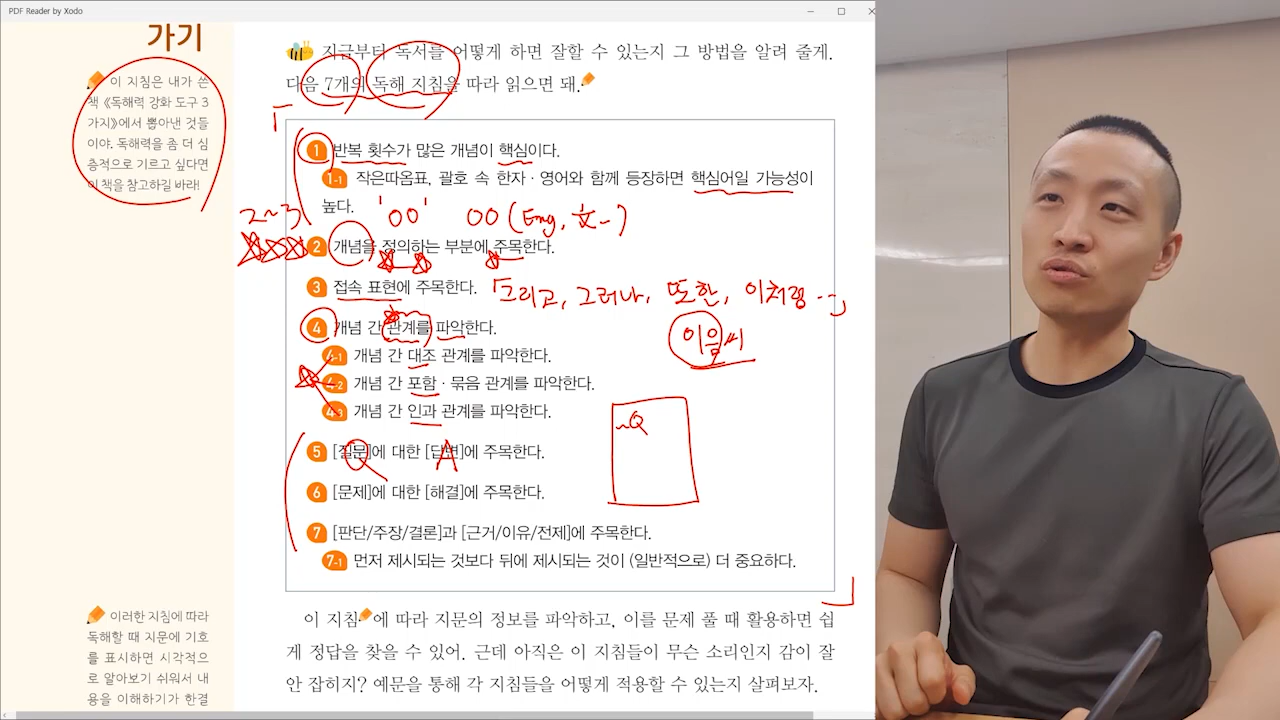 PDF Reader by Xodo
가기
이 지침은 내가 쓴
책 《독해력 강화 도구 3
가지》에서 뽑아낸 것들
이야. 독해력을 좀 더 심
층적으로 기르고 싶다면
이 책을 참고하길 바라!
지금부터 독서를 어떻게 하면 잘할 수 있는지 그 방법을 알려 줄게.
다음 7개의 독해 지침을 따라 읽으면 돼.
1 반복 횟수가 많은 개념이 핵심이다.
1-1 작은따옴표, 괄호 속 한자·영어와 함께 등장하면 핵심어일 가능성이
높다.
'OO' OO (Eng, 文~)
2~3
2 개념을 정의하는 부분에 주목한다.
3 접속 표현에 주목한다.
「그리고, 그러나, 또한, 이처럼 …」
이음씨
4 개념 간 관계를 파악한다.
4-1 개념 간 대조 관계를 파악한다.
4-2 개념 간 포함·묶음 관계를 파악한다.
4-3 개념 간 인과 관계를 파악한다.
~Q
5 [질문]에 대한 [답변]에 주목한다.
Q A
6 [문제]에 대한 [해결]에 주목한다.
7 [판단/주장/결론]과 [근거/이유/전제]에 주목한다.
7-1 먼저 제시되는 것보다 뒤에 제시되는 것이 (일반적으로) 더 중요하다.
이 지침에 따라 지문의 정보를 파악하고, 이를 문제 풀 때 활용하면 쉽
게 정답을 찾을 수 있어. 근데 아직은 이 지침들이 무슨 소리인지 감이 잘
안 잡히지? 예문을 통해 각 지침들을 어떻게 적용할 수 있는지 살펴보자.
이러한 지침에 따라
독해할 때 지문에 기호
를 표시하면 시각적으
로 알아보기 쉬워서 내
용을 이해하기가 한결